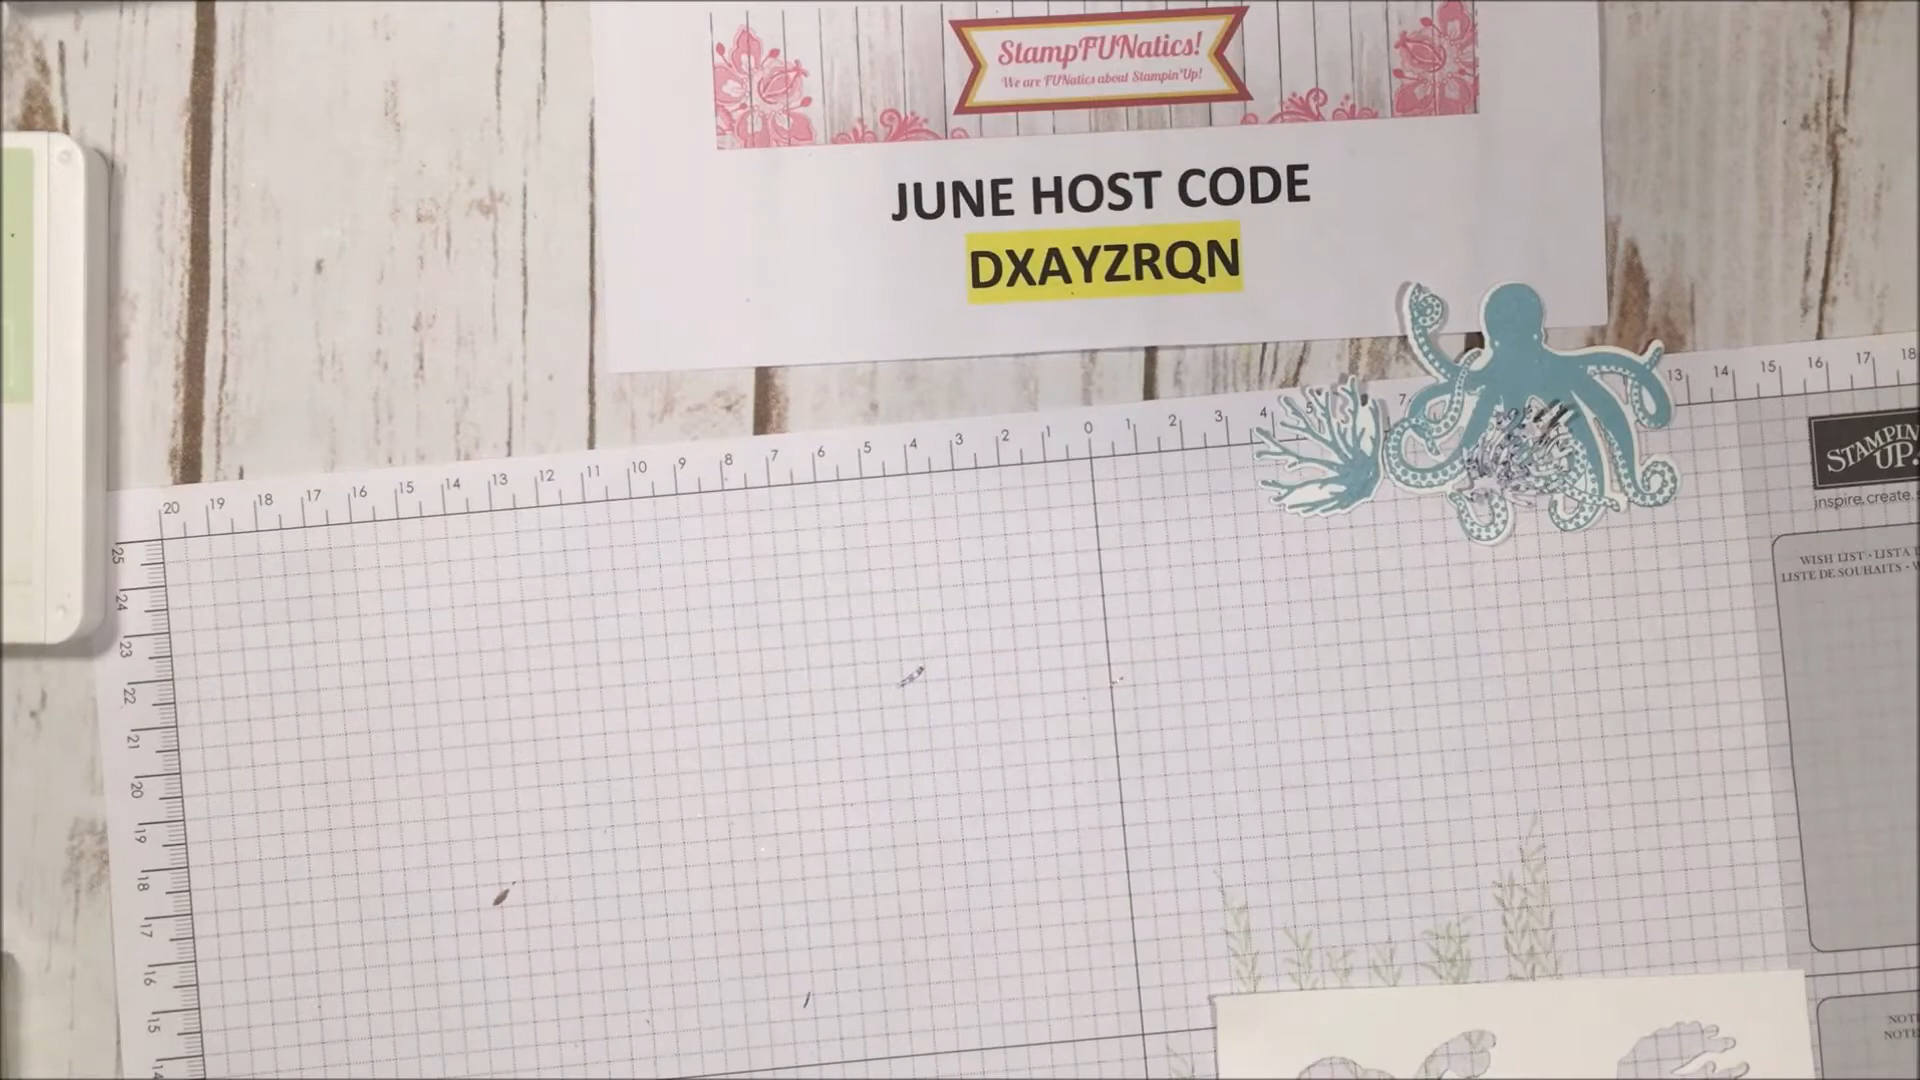 StampFUNatics!
We are FUNatics about Stampin'Up!
JUNE HOST CODE
DXAYZRQN
20 19 18 17 16 15 14 13 12 11 10 9 8 7 6 5 4 3 2 1 0 1 2 3 4 5 7 13 14 15 16 17 18
STAMPIN
UP!
inspire.create.
WISH LIST · LISTA
LISTE DE SOUHAITS ·
25
24
23
22
21
20
19
18
17
16
15
14